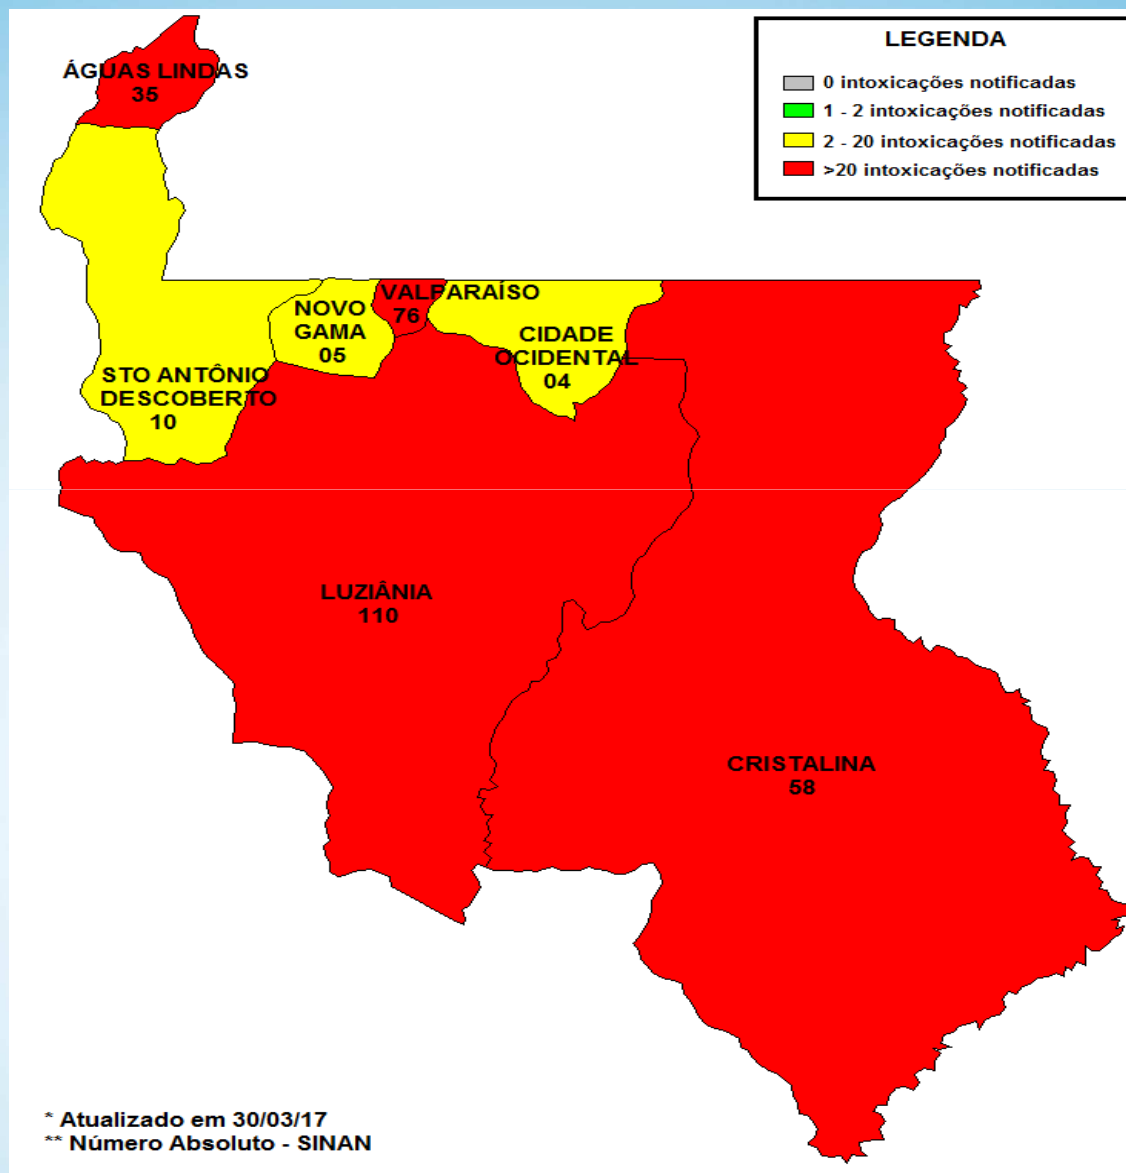 LEGENDA
0 intoxicações notificadas
1 - 2 intoxicações notificadas
2 - 20 intoxicações notificadas
>20 intoxicações notificadas
ÁGUAS LINDAS
35
VALPARAÍSO
76
NOVO
GAMA
05
CIDADE
OCIDENTAL
04
STO ANTÔNIO
DESCOBERTO
10
LUZIÂNIA
110
CRISTALINA
58
* Atualizado em 30/03/17
** Número Absoluto - SINAN